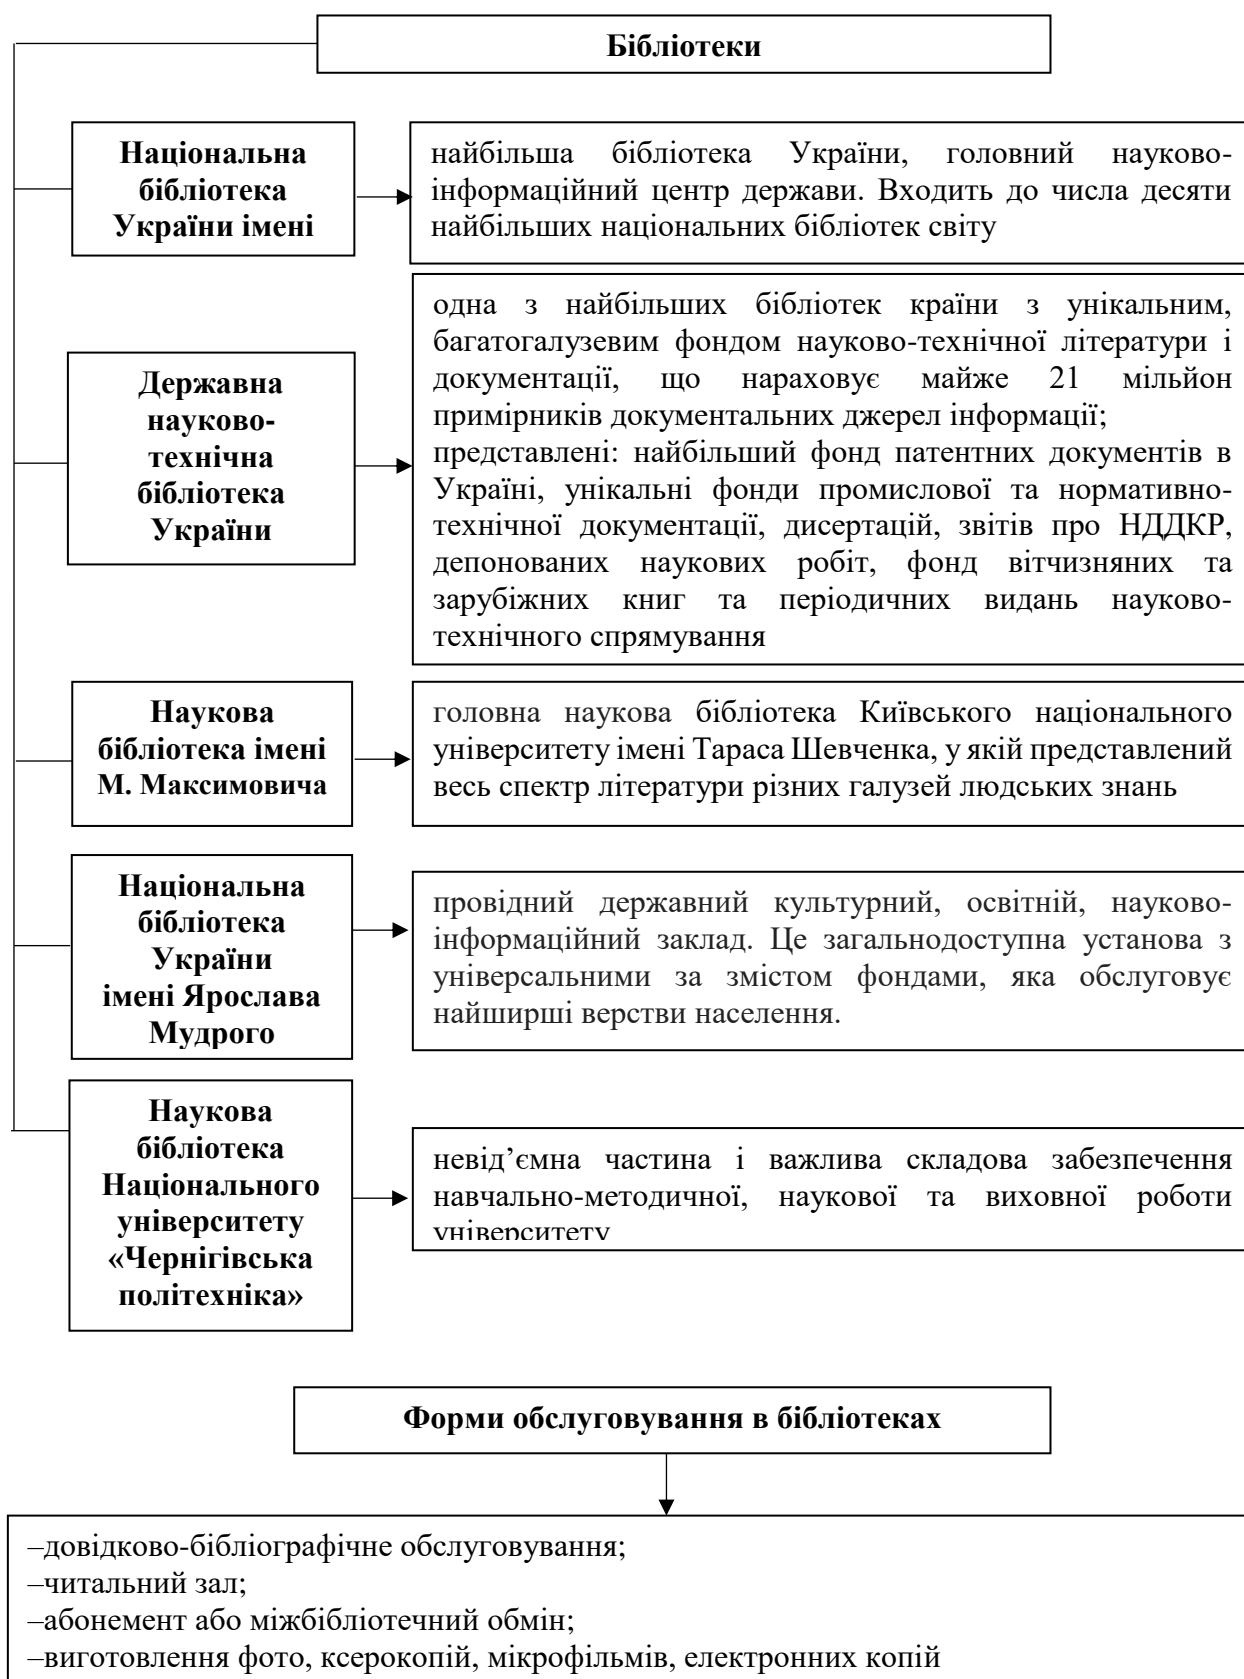 Бібліотеки
Національна
бібліотека
України імені
найбільша бібліотека України, головний науково-
інформаційний центр держави. Входить до числа десяти
найбільших національних бібліотек світу
Державна
науково-
технічна
бібліотека
України
одна з найбільших бібліотек країни з унікальним,
багатогалузевим фондом науково-технічної літератури і
документації, що нараховує майже 21 мільйон
примірників документальних джерел інформації;
представлені: найбільший фонд патентних документів в
Україні, унікальні фонди промислової та нормативно-
технічної документації, дисертацій, звітів про НДДКР,
депонованих наукових робіт, фонд вітчизняних та
зарубіжних книг та періодичних видань науково-
технічного спрямування
Наукова
бібліотека імені
М. Максимовича
головна наукова бібліотека Київського національного
університету імені Тараса Шевченка, у якій представлений
весь спектр літератури різних галузей людських знань
Національна
бібліотека
України
імені Ярослава
Мудрого
провідний державний культурний, освітній, науково-
інформаційний заклад. Це загальнодоступна установа з
універсальними за змістом фондами, яка обслуговує
найширші верстви населення.
Наукова
бібліотека
Національного
університету
«Чернігівська
політехніка»
невід’ємна частина і важлива складова забезпечення
навчально-методичної, наукової та виховної роботи
університету
Форми обслуговування в бібліотеках
–довідково-бібліографічне обслуговування;
–читальний зал;
–абонемент або міжбібліотечний обмін;
–виготовлення фото, ксерокопій, мікрофільмів, електронних копій